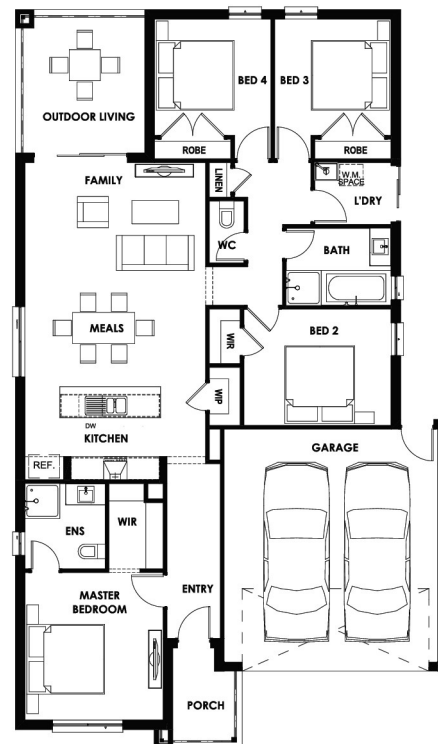 BED 4
BED 3
OUTDOOR LIVING
ROBE
ROBE
FAMILY
LINEN
W.M.
SPACE
L'DRY
WC
BATH
MEALS
WIR
BED 2
WIP
DW
KITCHEN
GARAGE
REF.
ENS
WIR
MASTER
BEDROOM
ENTRY
PORCH